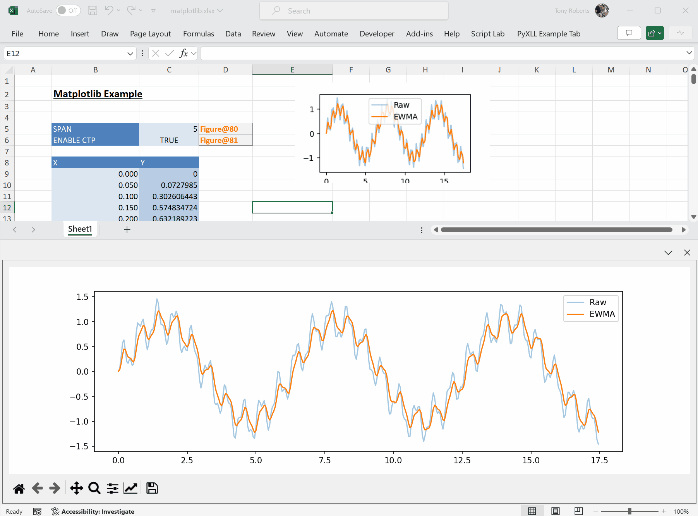 AutoSave Off matplotlib.xlsx Search Tony Roberts
File Home Insert Draw Page Layout Formulas Data Review View Automate Developer Add-ins Help Script Lab PyXLL Example Tab
E12 fx
A B C D E F G H I J K L M N O
1
2 Matplotlib Example
3
4
5 SPAN 5 Figure@80
6 ENABLE CTP TRUE Figure@81
7
8 X Y
9 0.000 0
10 0.050 0.0727985
11 0.100 0.302606443
12 0.150 0.574834724
13 0.200 0.632189223
Raw
EWMA
1
0
−1
0 5 10 15
Sheet1
Raw
EWMA
1.5
1.0
0.5
0.0
−0.5
−1.0
−1.5
0.0 2.5 5.0 7.5 10.0 12.5 15.0 17.5
Ready Accessibility: Investigate 100%